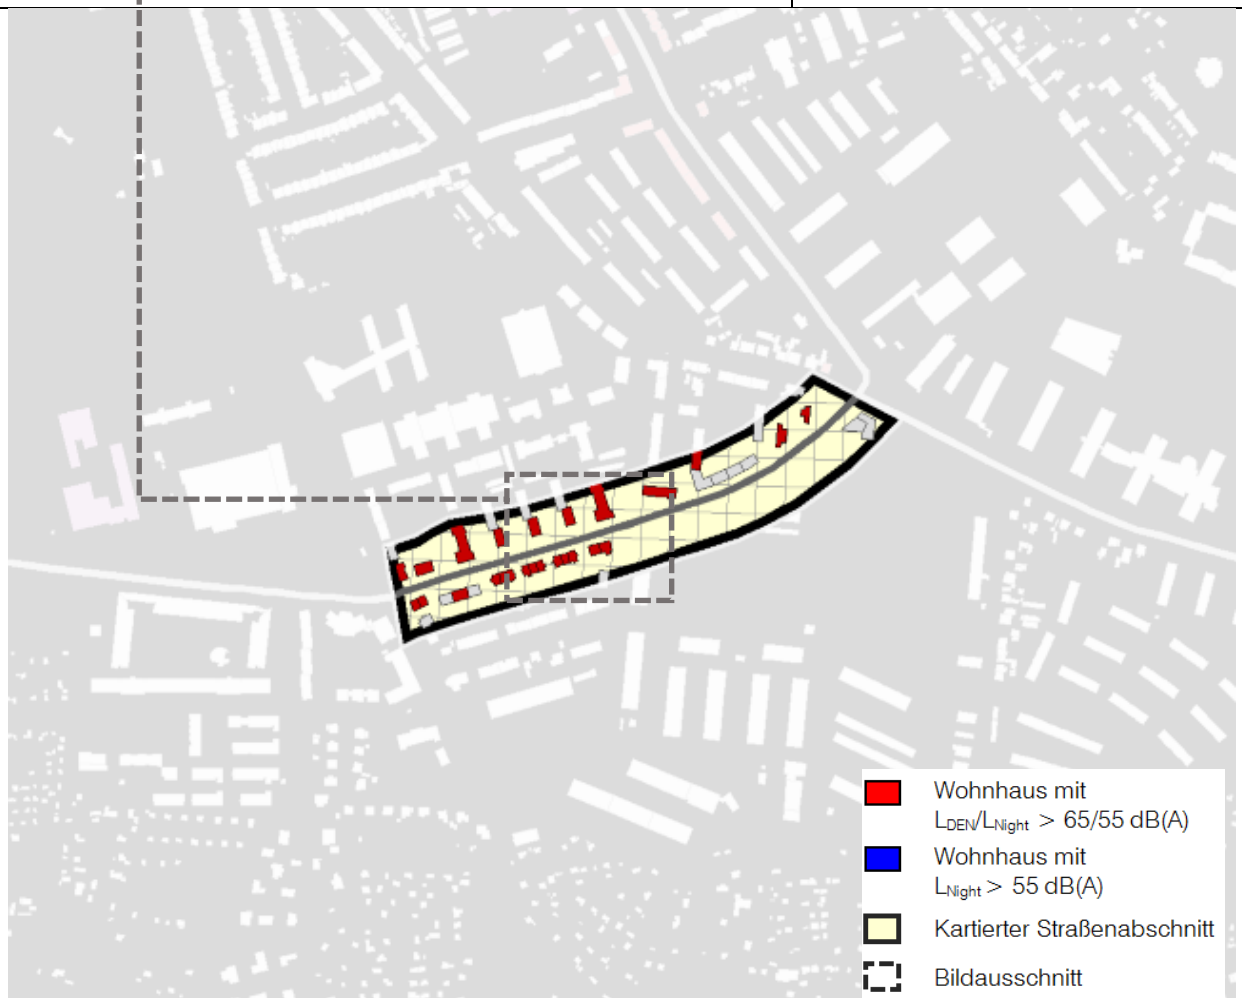 Wohnhaus mit
LDEN/LNight > 65/55 dB(A)
Wohnhaus mit
LNight > 55 dB(A)
Kartierter Straßenabschnitt
Bildausschnitt